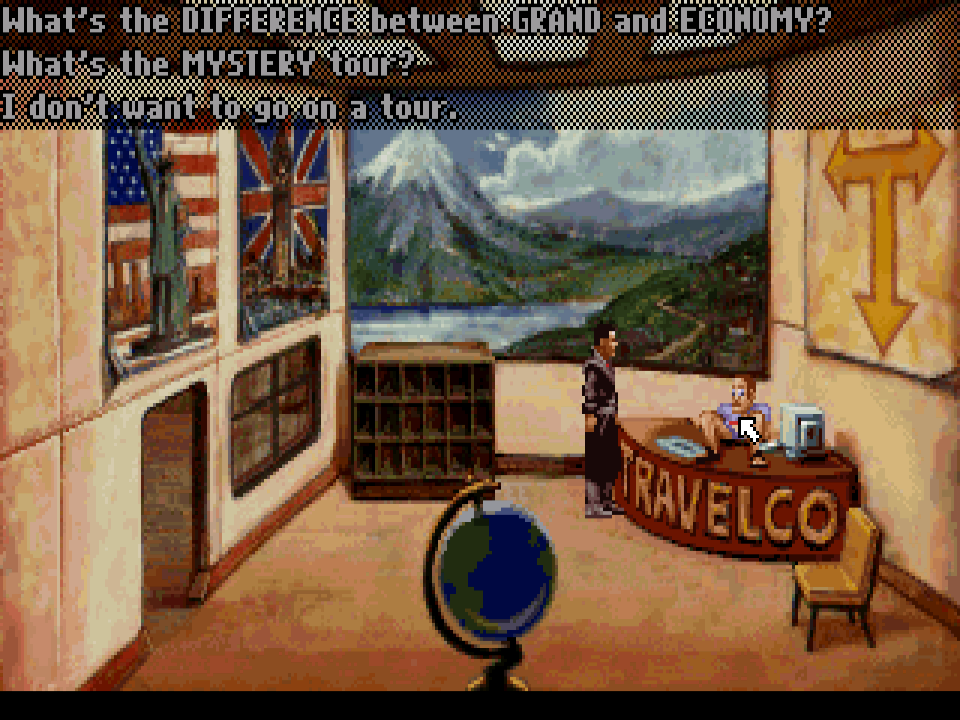 What's the DIFFERENCE between GRAND and ECONOMY?
What's the MYSTERY tour?
I don't want to go on a tour.
TRAVELCO